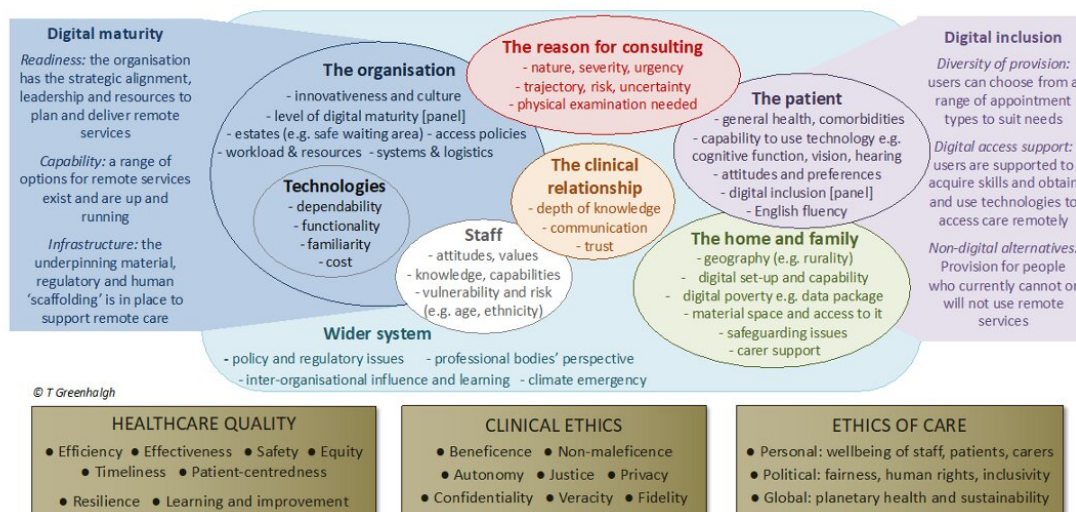 Digital maturity
Readiness: the organisation
has the strategic alignment,
leadership and resources to
plan and deliver remote
services
Capability: a range of
options for remote services
exist and are up and
running
Infrastructure: the
underpinning material,
regulatory and human
‘scaffolding’ is in place to
support remote care
The organisation
- innovativeness and culture
- level of digital maturity [panel]
- estates (e.g. safe waiting area) - access policies
- workload & resources - systems & logistics
Technologies
- dependability
- functionality
- familiarity
- cost
The reason for consulting
- nature, severity, urgency
- trajectory, risk, uncertainty
- physical examination needed
The clinical
relationship
- depth of knowledge
- communication
- trust
Staff
- attitudes, values
- knowledge, capabilities
- vulnerability and risk
(e.g. age, ethnicity)
The patient
- general health, comorbidities
- capability to use technology e.g.
cognitive function, vision, hearing
- attitudes and preferences
- digital inclusion [panel]
- English fluency
The home and family
- geography (e.g. rurality)
- digital set-up and capability
- digital poverty e.g. data package
- material space and access to it
- safeguarding issues
- carer support
Wider system
- policy and regulatory issues - professional bodies’ perspective
- inter-organisational influence and learning - climate emergency
Digital inclusion
Diversity of provision:
users can choose from a
range of appointment
types to suit needs
Digital access support:
users are supported to
acquire skills and obtain
and use technologies to
access care remotely
Non-digital alternatives:
Provision for people
who currently cannot or
will not use remote
services
© T Greenhalgh
HEALTHCARE QUALITY
● Efficiency ● Effectiveness ● Safety ● Equity
● Timeliness ● Patient-centredness
● Resilience ● Learning and improvement
CLINICAL ETHICS
● Beneficence ● Non-maleficence
● Autonomy ● Justice ● Privacy
● Confidentiality ● Veracity ● Fidelity
ETHICS OF CARE
● Personal: wellbeing of staff, patients, carers
● Political: fairness, human rights, inclusivity
● Global: planetary health and sustainability